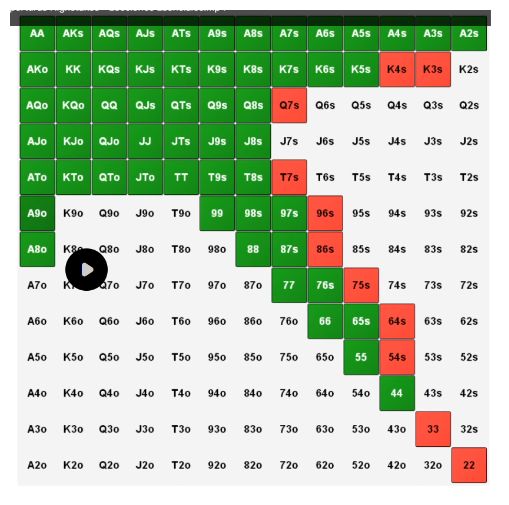 AA AKs AQs AJs ATs A9s A8s A7s A6s A5s A4s A3s A2s
AKo KK KQs KJs KTs K9s K8s K7s K6s K5s K4s K3s K2s
AQo KQo QQ QJs QTs Q9s Q8s Q7s Q6s Q5s Q4s Q3s Q2s
AJo KJo QJo JJ JTs J9s J8s J7s J6s J5s J4s J3s J2s
ATo KTo QTo JTo TT T9s T8s T7s T6s T5s T4s T3s T2s
A9o K9o Q9o J9o T9o 99 98s 97s 96s 95s 94s 93s 92s
A8o K8o Q8o J8o T8o 98o 88 87s 86s 85s 84s 83s 82s
A7o Q7o J7o T7o 97o 87o 77 76s 75s 74s 73s 72s
A6o K6o Q6o J6o T6o 96o 86o 76o 66 65s 64s 63s 62s
A5o K5o Q5o J5o T5o 95o 85o 75o 65o 55 54s 53s 52s
A4o K4o Q4o J4o T4o 94o 84o 74o 64o 54o 44 43s 42s
A3o K3o Q3o J3o T3o 93o 83o 73o 63o 53o 43o 33 32s
A2o K2o Q2o J2o T2o 92o 82o 72o 62o 52o 42o 32o 22